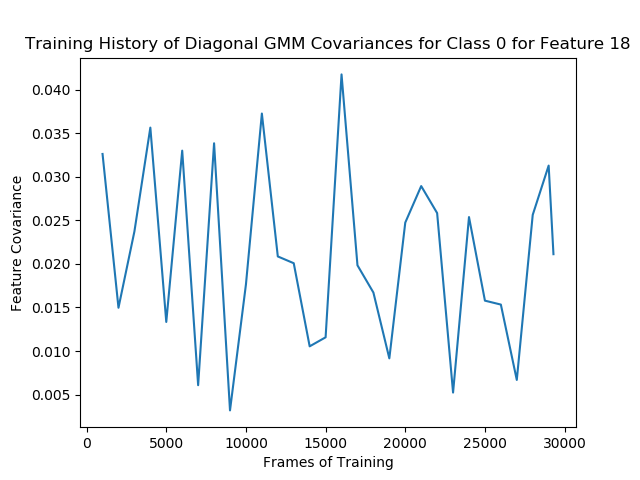 Training History of Diagonal GMM Covariances for Class 0 for Feature 18
0.040
0.035
0.030
0.025
0.020
0.015
0.010
0.005
Feature Covariance
0 5000 10000 15000 20000 25000 30000
Frames of Training